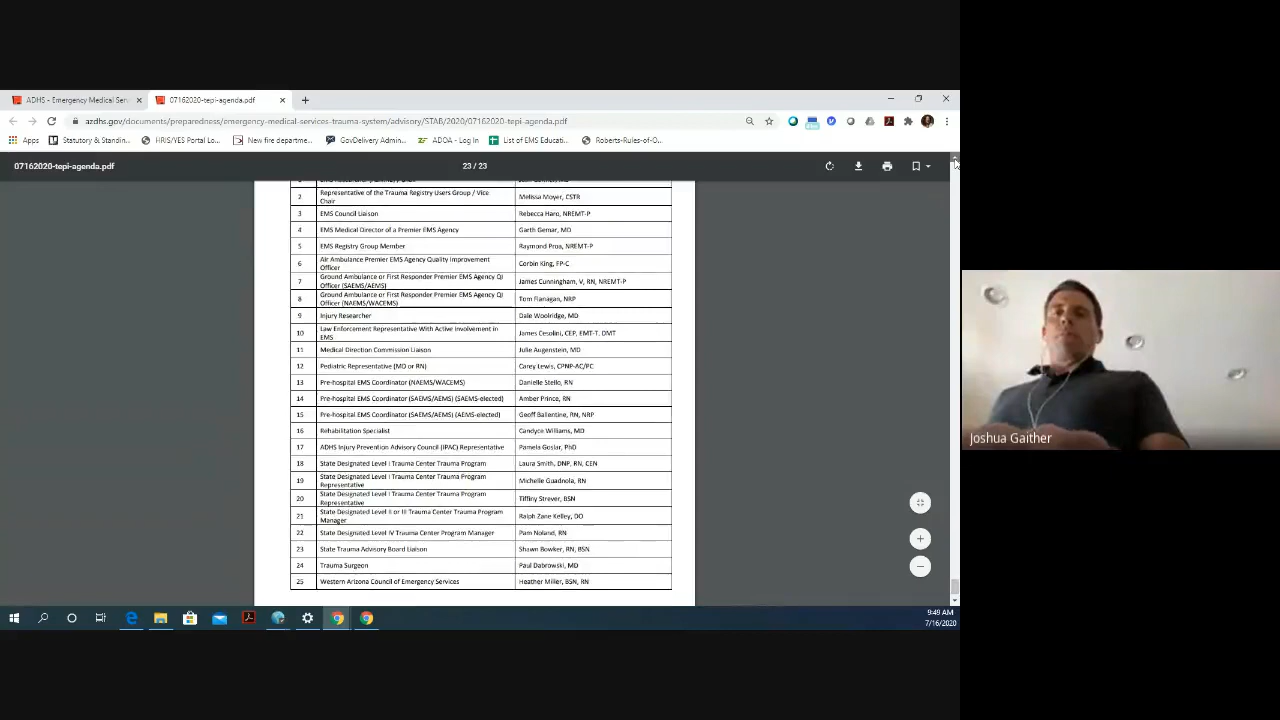 ADHS - Emergency Medical Serv
07162020-tepi-agenda.pdf
azdhs.gov/documents/preparedness/emergency-medical-services-trauma-system/advisory/STAB/2020/07162020-tepi-agenda.pdf
Apps
Statutory & Standin...
HRIS/YES Portal Lo...
New fire departme...
GovDelivery Admin...
ADOA - Log In
List of EMS Educati...
Roberts-Rules-of-O...
07162020-tepi-agenda.pdf
23 / 23
2 Representative of the Trauma Registry Users Group / Vice Chair Melissa Moyer, CSTR
3 EMS Council Liaison Rebecca Haro, NREMT-P
4 EMS Medical Director of a Premier EMS Agency Garth Gemar, MD
5 EMS Registry Group Member Raymond Proa, NREMT-P
6 Air Ambulance Premier EMS Agency Quality Improvement Officer Corbin King, FP-C
7 Ground Ambulance or First Responder Premier EMS Agency QI Officer (SAEMS/AEMS) James Cunningham, V, RN, NREMT-P
8 Ground Ambulance or First Responder Premier EMS Agency QI Officer (NAEMS/WACEMS) Tom Flanagan, NRP
9 Injury Researcher Dale Woolridge, MD
10 Law Enforcement Representative With Active Involvement in EMS James Cesolini, CEP, EMT-T, DMT
11 Medical Direction Commission Liaison Julie Augenstein, MD
12 Pediatric Representative (MD or RN) Carey Lewis, CPNP-AC/PC
13 Pre-hospital EMS Coordinator (NAEMS/WACEMS) Danielle Stello, RN
14 Pre-hospital EMS Coordinator (SAEMS/AEMS) (SAEMS-elected) Amber Prince, RN
15 Pre-hospital EMS Coordinator (SAEMS/AEMS) (AEMS-elected) Geoff Ballentine, RN, NRP
16 Rehabilitation Specialist Candyce Williams, MD
17 ADHS Injury Prevention Advisory Council (IPAC) Representative Pamela Goslar, PhD
18 State Designated Level I Trauma Center Trauma Program Laura Smith, DNP, RN, CEN
19 State Designated Level I Trauma Center Trauma Program Representative Michelle Guadnola, RN
20 State Designated Level I Trauma Center Trauma Program Representative Tiffiny Strever, BSN
21 State Designated Level II or III Trauma Center Trauma Program Manager Ralph Zane Kelley, DO
22 State Designated Level IV Trauma Center Program Manager Pam Noland, RN
23 State Trauma Advisory Board Liaison Shawn Bowker, RN, BSN
24 Trauma Surgeon Paul Dabrowski, MD
25 Western Arizona Council of Emergency Services Heather Miller, BSN, RN
Joshua Gaither
9:49 AM
7/16/2020